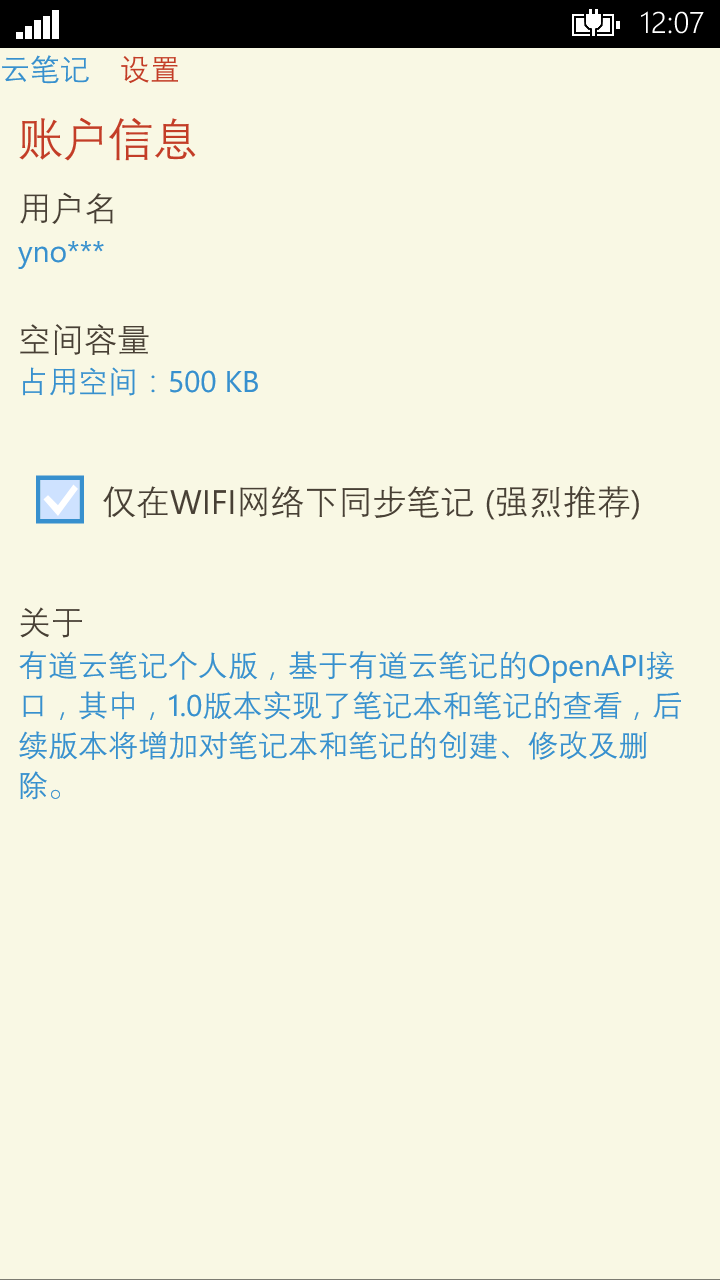 12:07
云笔记 设置
账户信息
用户名
yno***
空间容量
占用空间：500 KB
仅在WIFI网络下同步笔记 (强烈推荐)
关于
有道云笔记个人版，基于有道云笔记的OpenAPI接
口，其中，1.0版本实现了笔记本和笔记的查看，后
续版本将增加对笔记本和笔记的创建、修改及删
除。